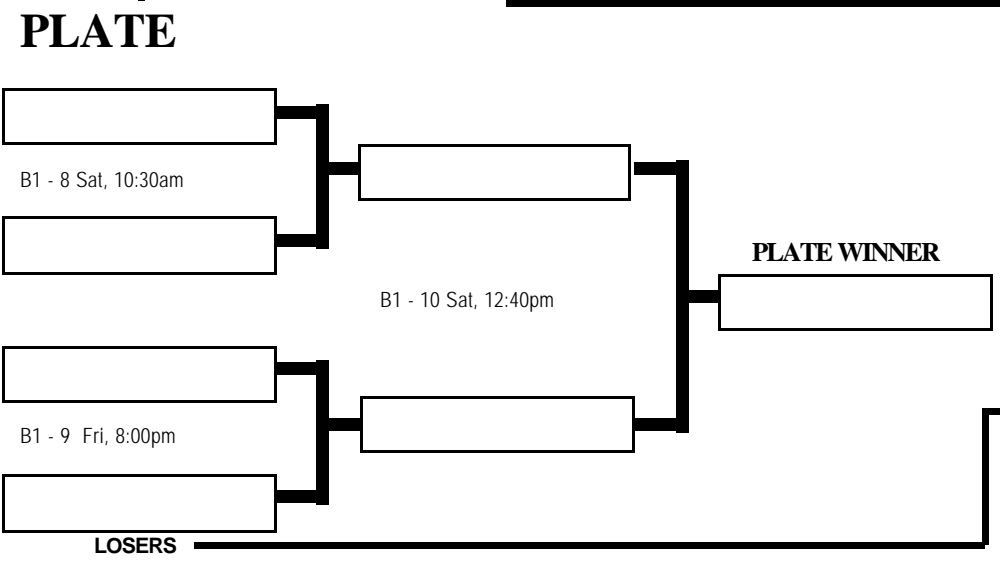 PLATE
B1 - 8 Sat, 10:30am
PLATE WINNER
B1 - 10 Sat, 12:40pm
B1 - 9  Fri, 8:00pm
LOSERS